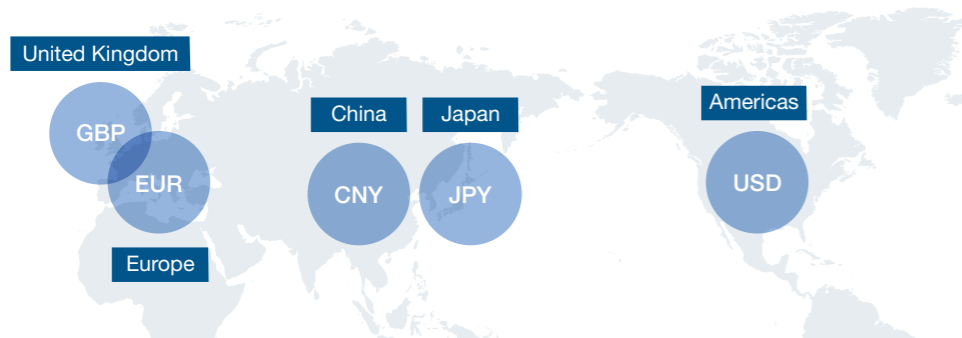 United Kingdom
GBP
EUR
Europe
China
CNY
Japan
JPY
Americas
USD